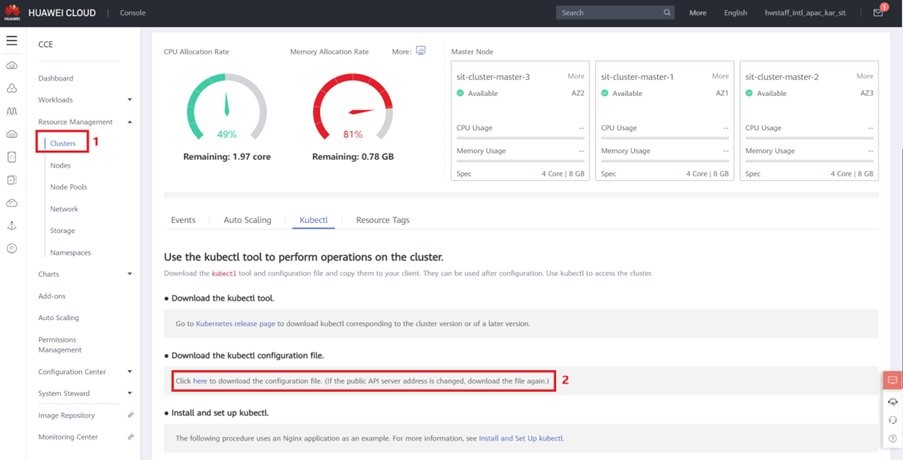 HUAWEI
HUAWEI CLOUD
Console
Search
More
English
hwstaff_intl_apac_kar_sit
1
CCE
Dashboard
Workloads
Resource Management
Clusters
1
Nodes
Node Pools
Network
Storage
Namespaces
Charts
Add-ons
Auto Scaling
Permissions
Management
Configuration Center
System Steward
Image Repository
Monitoring Center
CPU Allocation Rate
Memory Allocation Rate
More:
49%
81%
Remaining: 1.97 core
Remaining: 0.78 GB
Master Node
sit-cluster-master-3 More
Available AZ2
CPU Usage --
Memory Usage --
Spec 4 Core | 8 GB
sit-cluster-master-1 More
Available AZ1
CPU Usage --
Memory Usage --
Spec 4 Core | 8 GB
sit-cluster-master-2 More
Available AZ3
CPU Usage --
Memory Usage --
Spec 4 Core | 8 GB
Events Auto Scaling Kubectl Resource Tags
Use the kubectl tool to perform operations on the cluster.
Download the kubectl tool and configuration file and copy them to your client. They can be used after configuration. Use kubectl to access the cluster.
● Download the kubectl tool.
Go to Kubernetes release page to download kubectl corresponding to the cluster version or of a later version.
● Download the kubectl configuration file.
Click here to download the configuration file. (If the public API server address is changed, download the file again.)
2
● Install and set up kubectl.
The following procedure uses an Nginx application as an example. For more information, see Install and Set Up kubectl.